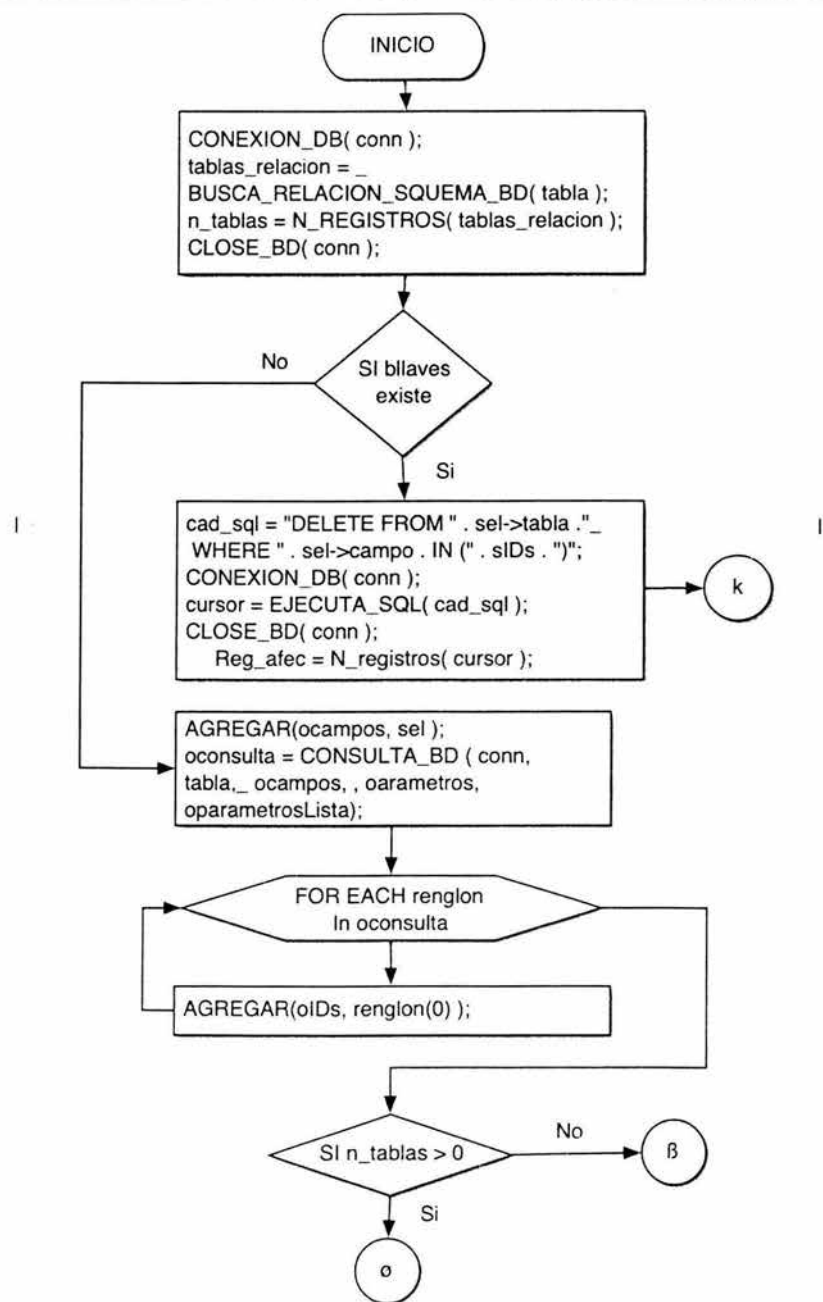 INICIO
CONEXION_DB( conn );
tablas_relacion = _
BUSCA_RELACION_SQUEMA_BD( tabla );
n_tablas = N_REGISTROS( tablas_relacion );
CLOSE_BD( conn );
No
SI bllaves
existe
Si
cad_sql = "DELETE FROM " . sel->tabla ."_
WHERE " . sel->campo . IN (" . sIDs . ")";
CONEXION_DB( conn );
cursor = EJECUTA_SQL( cad_sql );
CLOSE_BD( conn );
Reg_afec = N_registros( cursor );
k
AGREGAR(ocampos, sel );
oconsulta = CONSULTA_BD ( conn,
tabla,_ ocampos, , oarametros,
oparametrosLista);
FOR EACH renglon
In oconsulta
AGREGAR(oIDs, renglon(0) );
SI n_tablas > 0
No
ß
Si
ø